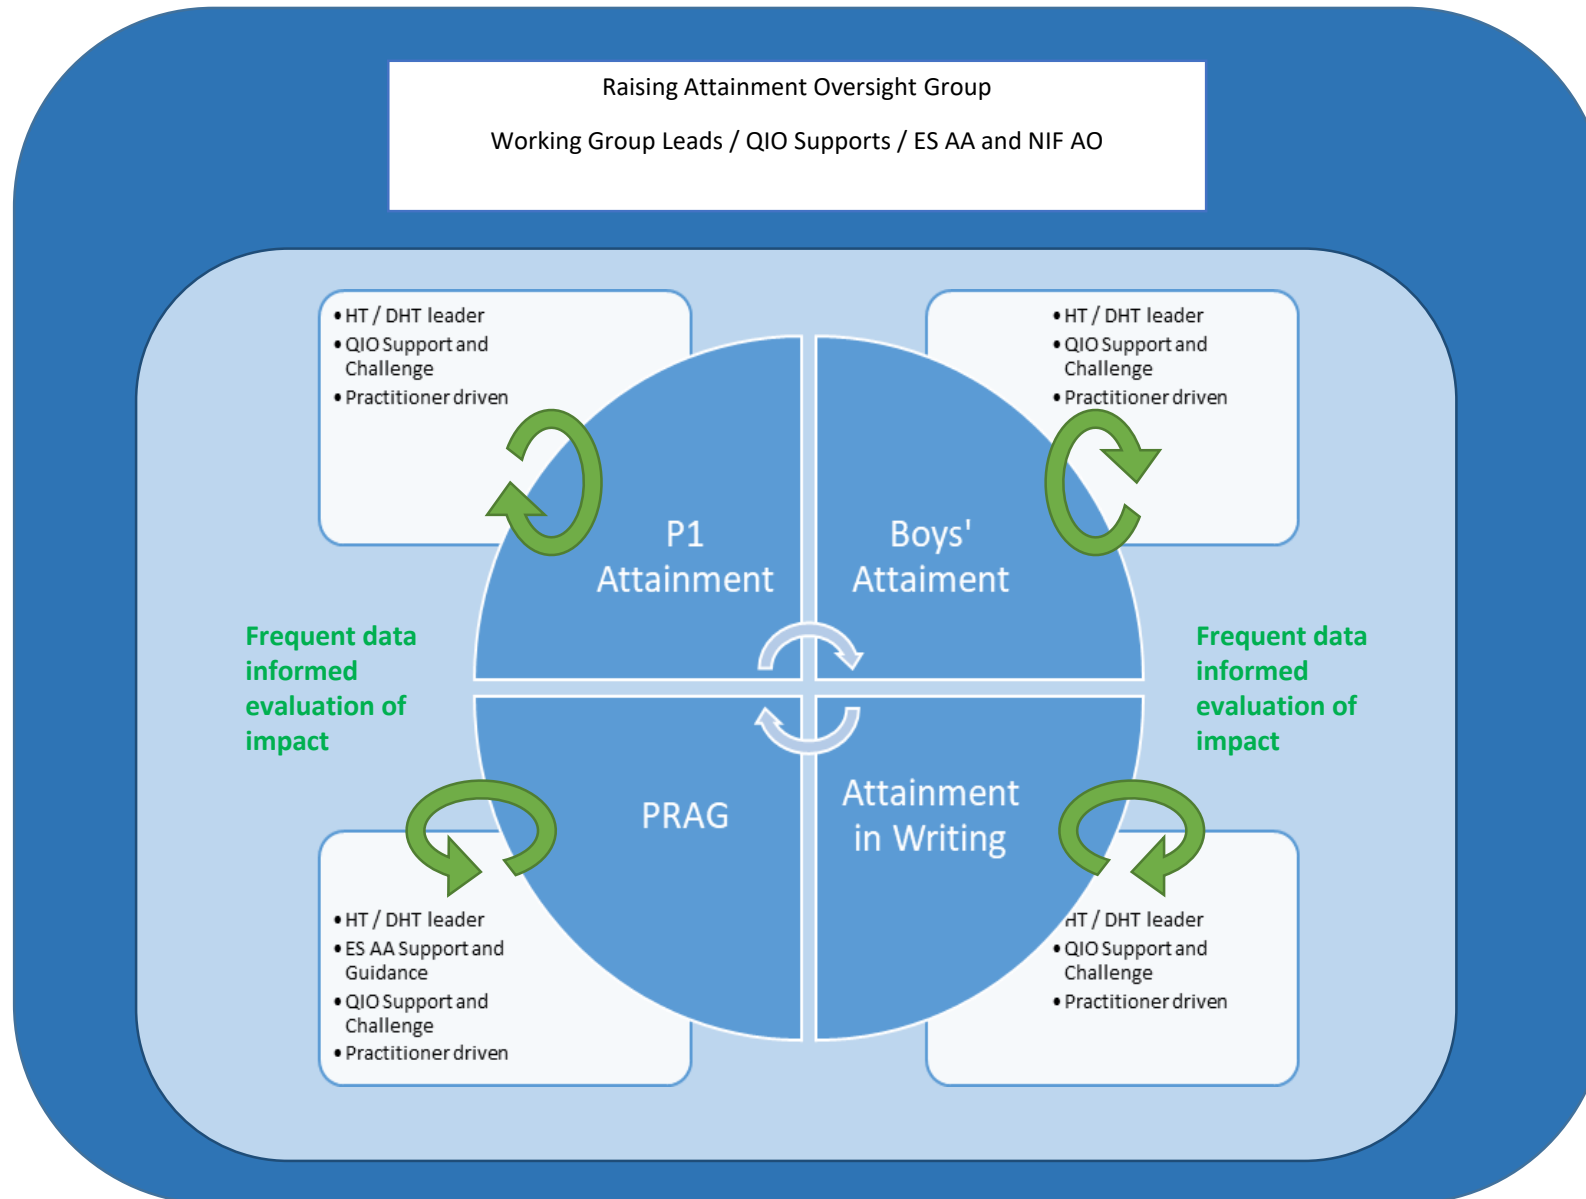 Raising Attainment Oversight Group
Working Group Leads / QIO Supports / ES AA and NIF AO
• HT / DHT leader
• QIO Support and
Challenge
• Practitioner driven
• HT / DHT leader
• QIO Support and
Challenge
• Practitioner driven
P1
Attainment
Boys'
Attaiment
Frequent data
informed
evaluation of
impact
Frequent data
informed
evaluation of
impact
PRAG
Attainment
in Writing
• HT / DHT leader
• ES AA Support and
Guidance
• QIO Support and
Challenge
• Practitioner driven
HT / DHT leader
• QIO Support and
Challenge
• Practitioner driven